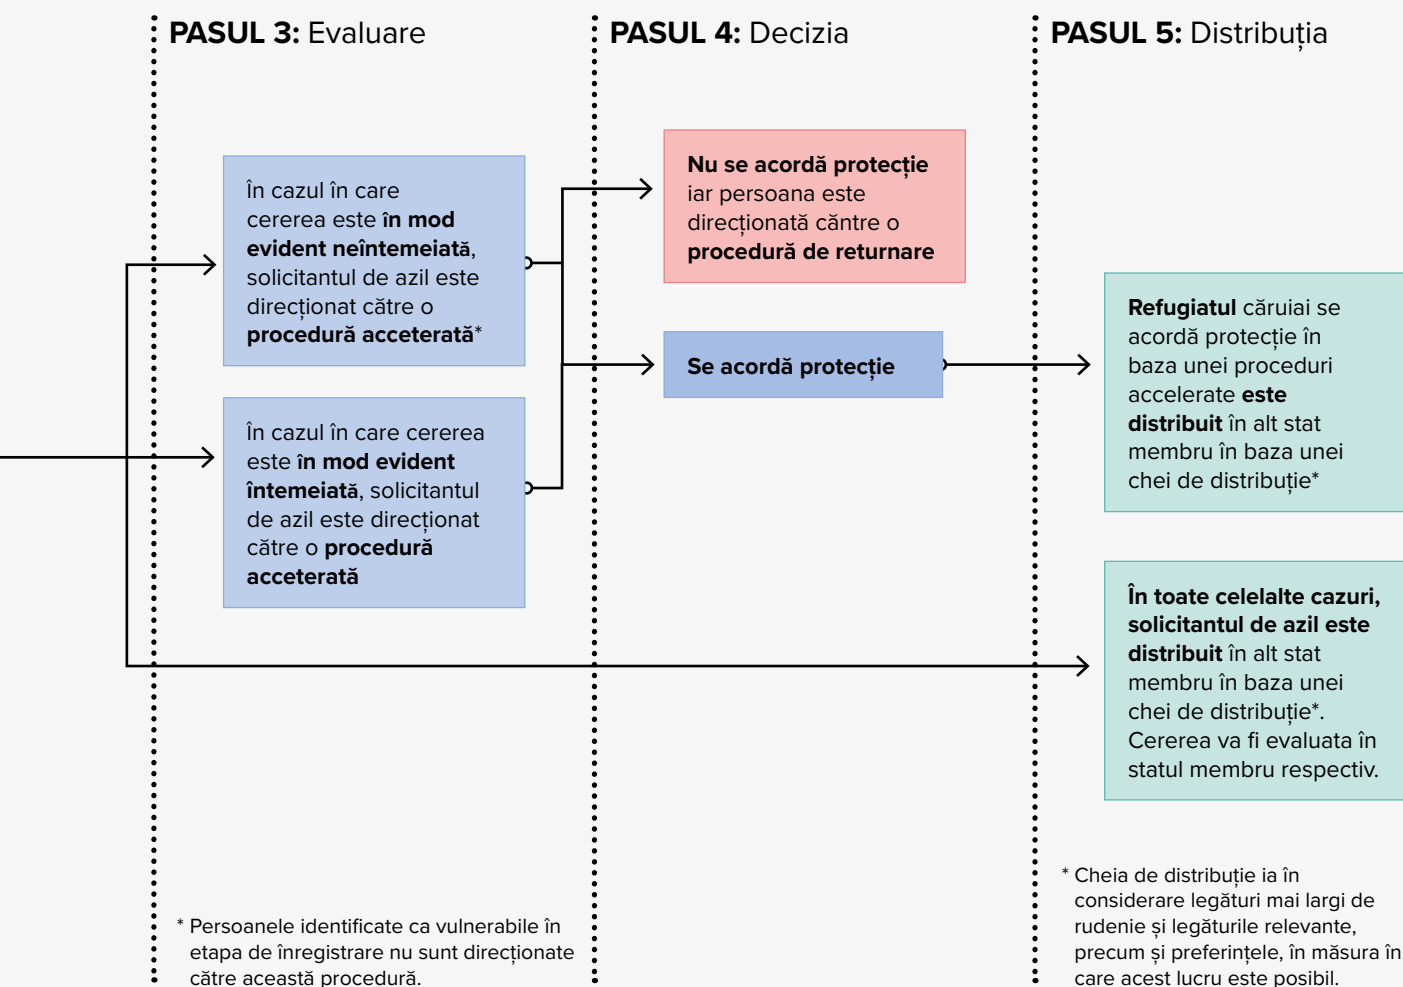 PASUL 3: Evaluare
În cazul în care
cererea este în mod
evident neîntemeiată,
solicitantul de azil este
direcționat către o
procedură acceterată*
În cazul în care cererea
este în mod evident
întemeiată, solicitantul
de azil este direcționat
către o procedură
acceterată
* Persoanele identificate ca vulnerabile în
etapa de înregistrare nu sunt direcționate
către această procedură.
PASUL 4: Decizia
Nu se acordă protecție
iar persoana este
direcționată căntre o
procedură de returnare
Se acordă protecție
PASUL 5: Distribuția
Refugiatul căruiai se
acordă protecție în
baza unei proceduri
accelerate este
distribuit în alt stat
membru în baza unei
chei de distribuție*
În toate celelalte cazuri,
solicitantul de azil este
distribuit în alt stat
membru în baza unei
chei de distribuție*.
Cererea va fi evaluata în
statul membru respectiv.
* Cheia de distribuție ia în
considerare legături mai largi de
rudenie și legăturile relevante,
precum și preferințele, în măsura în
care acest lucru este posibil.